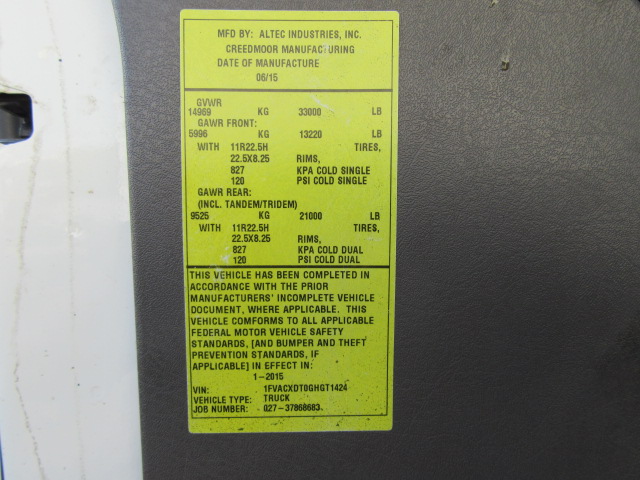 MFD BY: ALTEC INDUSTRIES, INC.
CREEDMOOR MANUFACTURING
DATE OF MANUFACTURE
06/15
GVWR
14969 KG 33000 LB
GAWR FRONT:
5996 KG 13220 LB
WITH 11R22.5H TIRES,
22.5X8.25 RIMS,
827 KPA COLD SINGLE
120 PSI COLD SINGLE
GAWR REAR:
(INCL. TANDEM/TRIDEM)
9525 KG 21000 LB
WITH 11R22.5H TIRES,
22.5X8.25 RIMS,
827 KPA COLD DUAL
120 PSI COLD DUAL
THIS VEHICLE HAS BEEN COMPLETED IN
ACCORDANCE WITH THE PRIOR
MANUFACTURERS' INCOMPLETE VEHICLE
DOCUMENT, WHERE APPLICABLE. THIS
VEHICLE COMFORMS TO ALL APPLICABLE
FEDERAL MOTOR VEHICLE SAFETY
STANDARDS, [AND BUMPER AND THEFT
PREVENTION STANDARDS, IF
APPLICABLE] IN EFFECT IN:
1-2015
VIN: 1FVACXDT0GHGT1424
VEHICLE TYPE: TRUCK
JOB NUMBER: 027-37868683